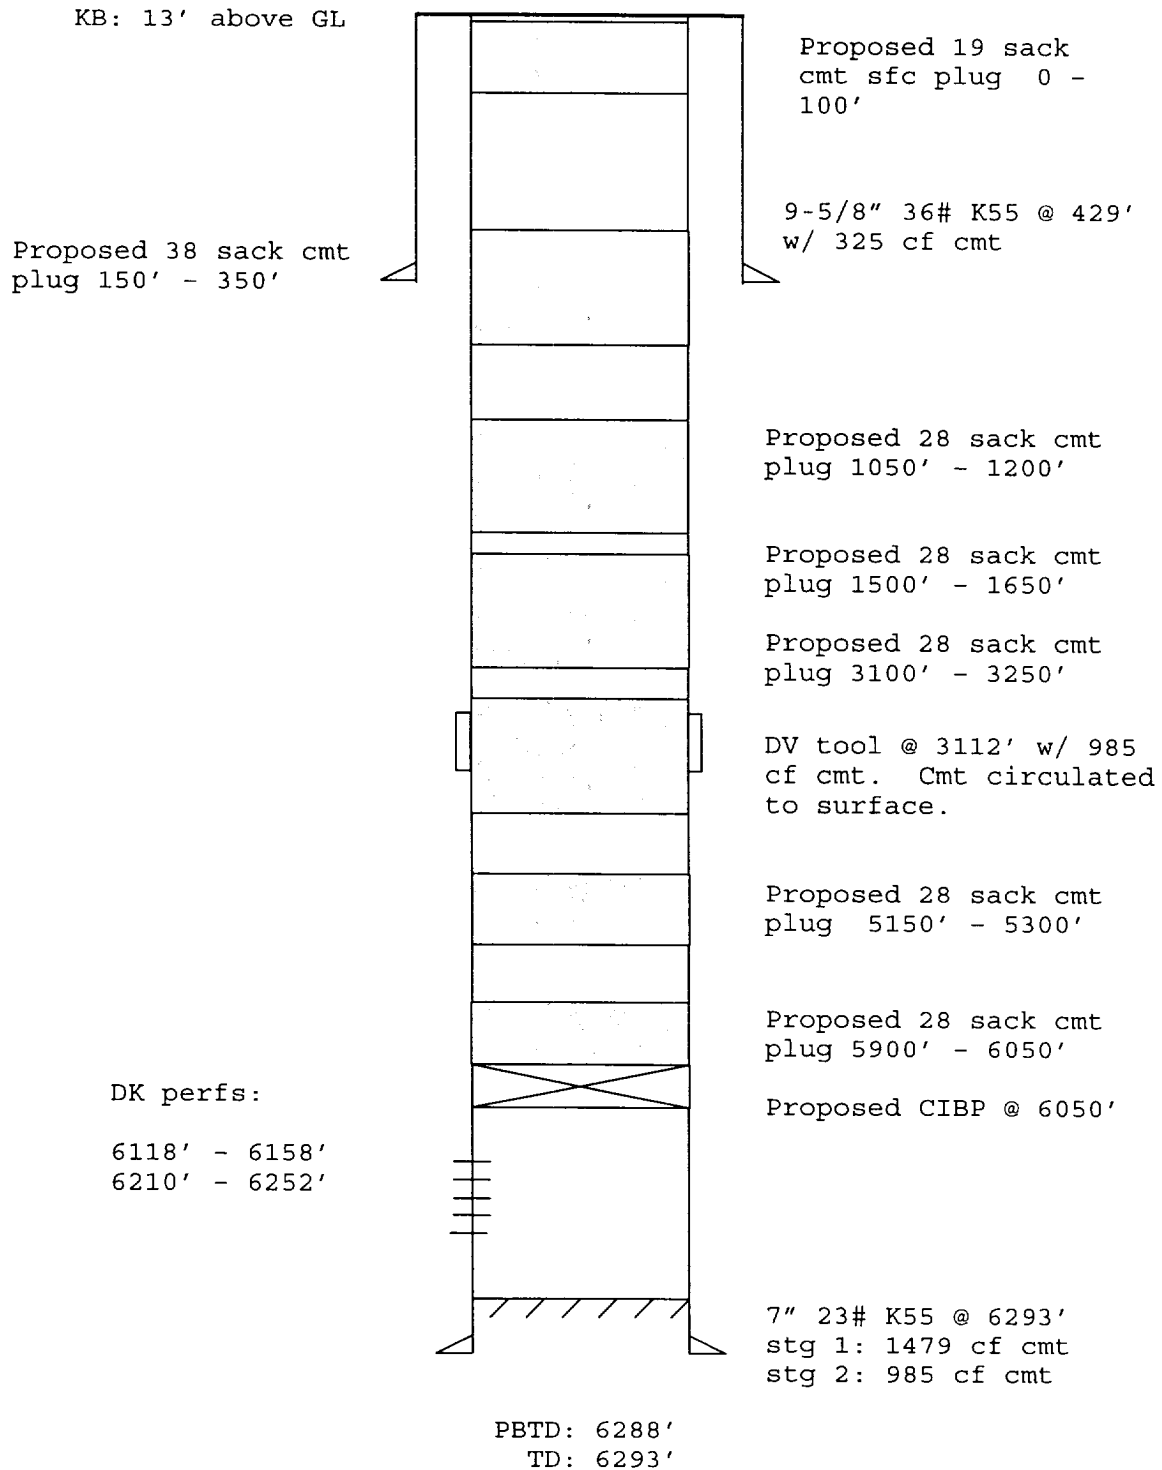 KB: 13' above GL
Proposed 19 sack
cmt sfc plug 0 -
100'
9-5/8" 36# K55 @ 429'
w/ 325 cf cmt
Proposed 38 sack cmt
plug 150' - 350'
Proposed 28 sack cmt
plug 1050' - 1200'
Proposed 28 sack cmt
plug 1500' - 1650'
Proposed 28 sack cmt
plug 3100' - 3250'
DV tool @ 3112' w/ 985
cf cmt. Cmt circulated
to surface.
Proposed 28 sack cmt
plug 5150' - 5300'
Proposed 28 sack cmt
plug 5900' - 6050'
DK perfs:
Proposed CIBP @ 6050'
6118' - 6158'
6210' - 6252'
7" 23# K55 @ 6293'
stg 1: 1479 cf cmt
stg 2: 985 cf cmt
PBTD: 6288'
TD: 6293'